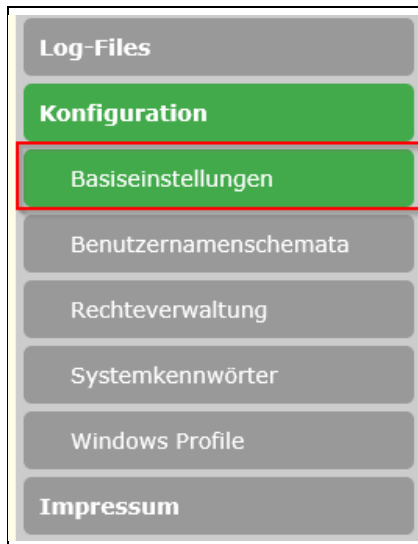 Log-Files
Konfiguration
Basiseinstellungen
Benutzernamenschemata
Rechteverwaltung
Systemkennwörter
Windows Profile
Impressum